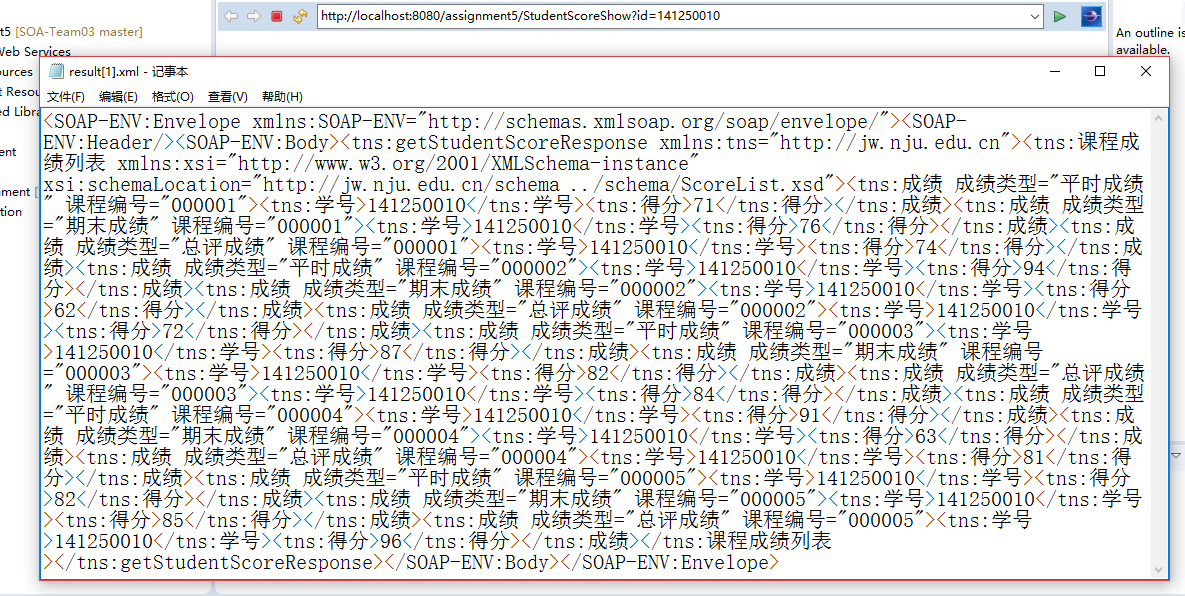 http://localhost:8080/assignment5/StudentScoreShow?id=141250010
An outline is
available.
t5 [SOA-Team03 master]
Web Services
ources
t Resou
ed Libra
ent
nment [
tion
result[1].xml - 记事本
文件(F) 编辑(E) 格式(O) 查看(V) 帮助(H)
<SOAP-ENV:Envelope xmlns:SOAP-ENV="http://schemas.xmlsoap.org/soap/envelope/"><SOAP-
ENV:Header/><SOAP-ENV:Body><tns:getStudentScoreResponse xmlns:tns="http://jw.nju.edu.cn"><tns:课程成
绩列表 xmlns:xsi="http://www.w3.org/2001/XMLSchema-instance"
xsi:schemaLocation="http://jw.nju.edu.cn/schema ../schema/ScoreList.xsd"><tns:成绩 成绩类型="平时成绩
" 课程编号="000001"><tns:学号>141250010</tns:学号><tns:得分>71</tns:得分></tns:成绩><tns:成绩 成绩类型
="期末成绩" 课程编号="000001"><tns:学号>141250010</tns:学号><tns:得分>76</tns:得分></tns:成绩><tns:成
绩 成绩类型="总评成绩" 课程编号="000001"><tns:学号>141250010</tns:学号><tns:得分>74</tns:得分></tns:成
绩><tns:成绩 成绩类型="平时成绩" 课程编号="000002"><tns:学号>141250010</tns:学号><tns:得分>94</tns:得
分></tns:成绩><tns:成绩 成绩类型="期末成绩" 课程编号="000002"><tns:学号>141250010</tns:学号><tns:得分
>62</tns:得分></tns:成绩><tns:成绩 成绩类型="总评成绩" 课程编号="000002"><tns:学号>141250010</tns:学号
><tns:得分>72</tns:得分></tns:成绩><tns:成绩 成绩类型="平时成绩" 课程编号="000003"><tns:学号
>141250010</tns:学号><tns:得分>87</tns:得分></tns:成绩><tns:成绩 成绩类型="期末成绩" 课程编号
="000003"><tns:学号>141250010</tns:学号><tns:得分>82</tns:得分></tns:成绩><tns:成绩 成绩类型="总评成绩
" 课程编号="000003"><tns:学号>141250010</tns:学号><tns:得分>84</tns:得分></tns:成绩><tns:成绩 成绩类型
="平时成绩" 课程编号="000004"><tns:学号>141250010</tns:学号><tns:得分>91</tns:得分></tns:成绩><tns:成
绩 成绩类型="期末成绩" 课程编号="000004"><tns:学号>141250010</tns:学号><tns:得分>63</tns:得分></tns:成
绩><tns:成绩 成绩类型="总评成绩" 课程编号="000004"><tns:学号>141250010</tns:学号><tns:得分>81</tns:得
分></tns:成绩><tns:成绩 成绩类型="平时成绩" 课程编号="000005"><tns:学号>141250010</tns:学号><tns:得分
>82</tns:得分></tns:成绩><tns:成绩 成绩类型="期末成绩" 课程编号="000005"><tns:学号>141250010</tns:学号
><tns:得分>85</tns:得分></tns:成绩><tns:成绩 成绩类型="总评成绩" 课程编号="000005"><tns:学号
>141250010</tns:学号><tns:得分>96</tns:得分></tns:成绩></tns:课程成绩列表
></tns:getStudentScoreResponse></SOAP-ENV:Body></SOAP-ENV:Envelope>